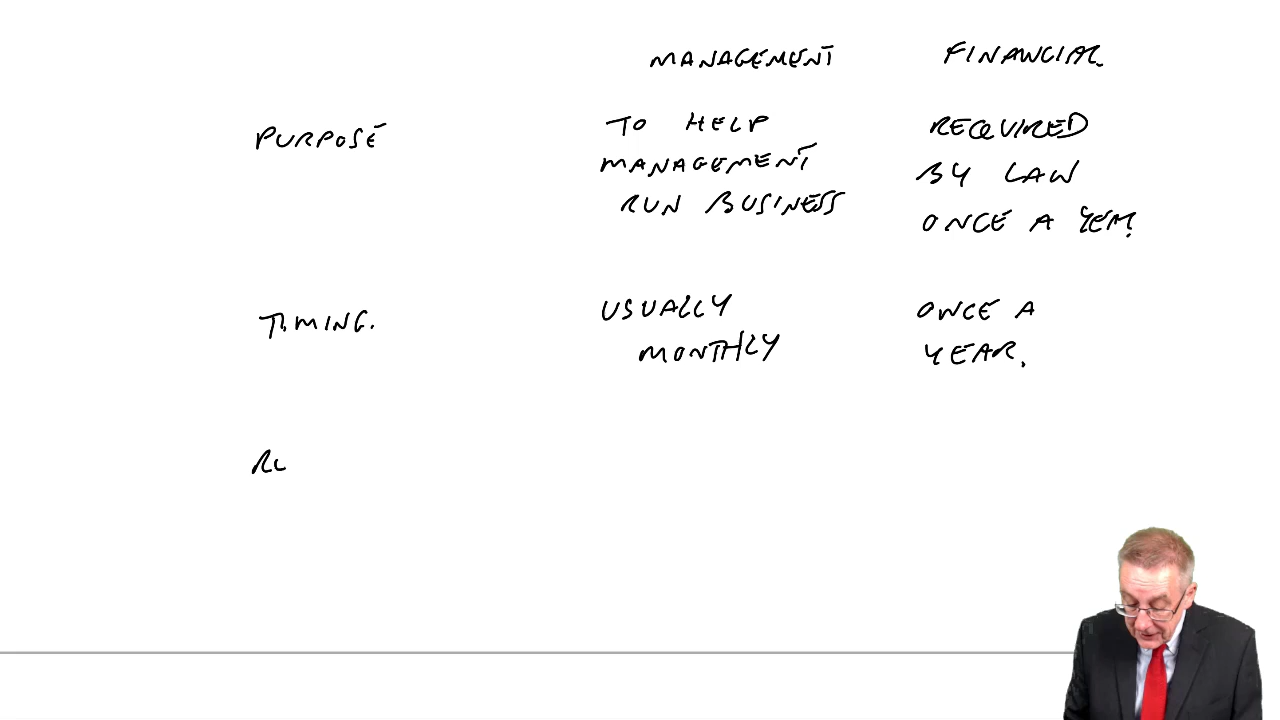 MANAGEMENT FINANCIAL.
PURPOSE TO HELP REQUIRED
MANAGEMENT BY LAW
RUN BUSINESS ONCE A YEAR.
TIMING. USUALLY ONCE A
MONTHLY YEAR.